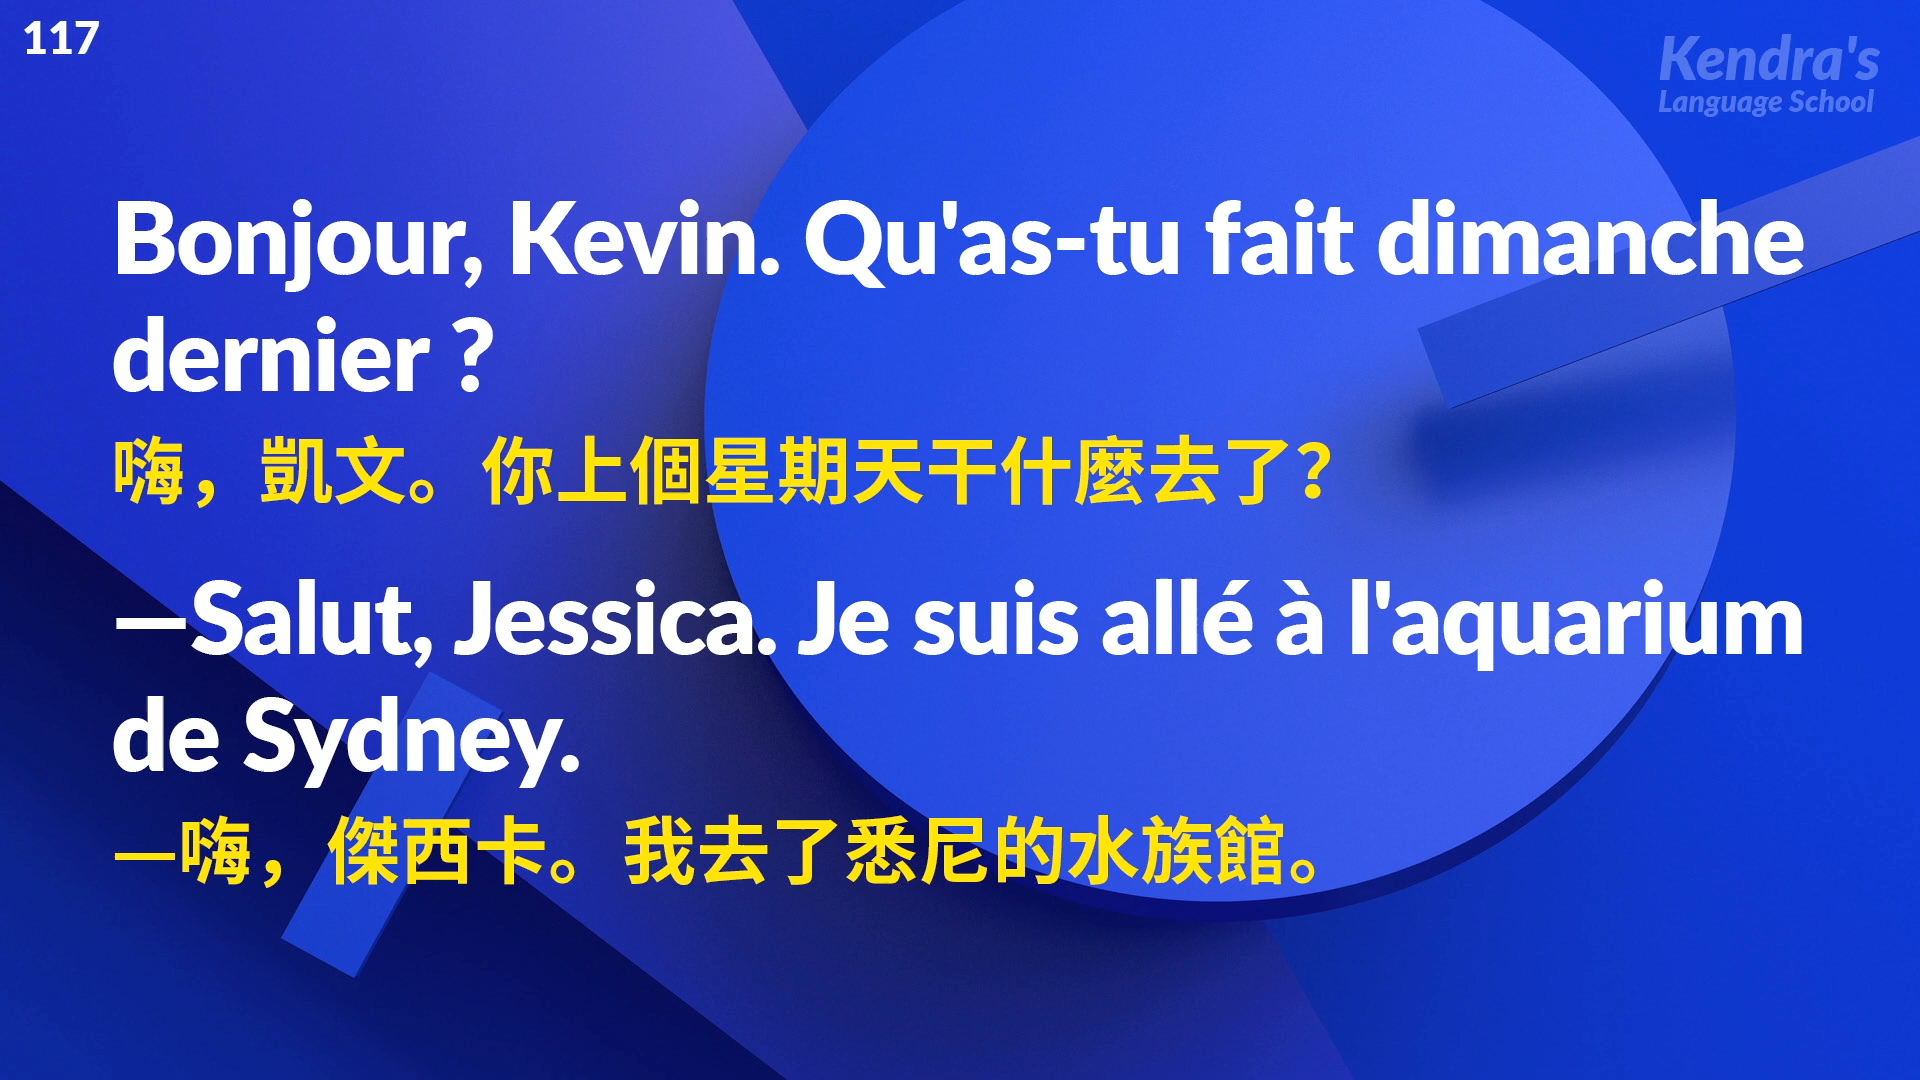 117
Kendra's
Language School
Bonjour, Kevin. Qu'as-tu fait dimanche
dernier ?
嗨，凱文。你上個星期天干什麼去了？
—Salut, Jessica. Je suis allé à l'aquarium
de Sydney.
—嗨，傑西卡。我去了悉尼的水族館。